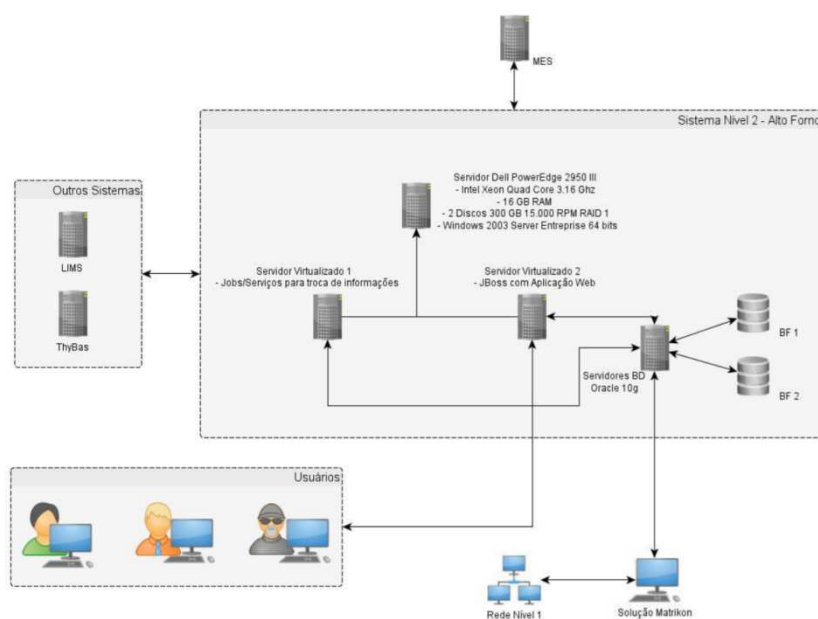 MES
Sistema Nível 2 - Alto Forno
Servidor Dell PowerEdge 2950 III
- Intel Xeon Quad Core 3.16 Ghz
- 16 GB RAM
- 2 Discos 300 GB 15.000 RPM RAID 1
- Windows 2003 Server Entreprise 64 bits
Outros Sistemas
LIMS
ThyBas
Servidor Virtualizado 1
- Jobs/Serviços para troca de informações
Servidor Virtualizado 2
- JBoss com Aplicação Web
Servidores BD
Oracle 10g
BF 1
BF 2
Usuários
Rede Nível 1
Solução Matrikon